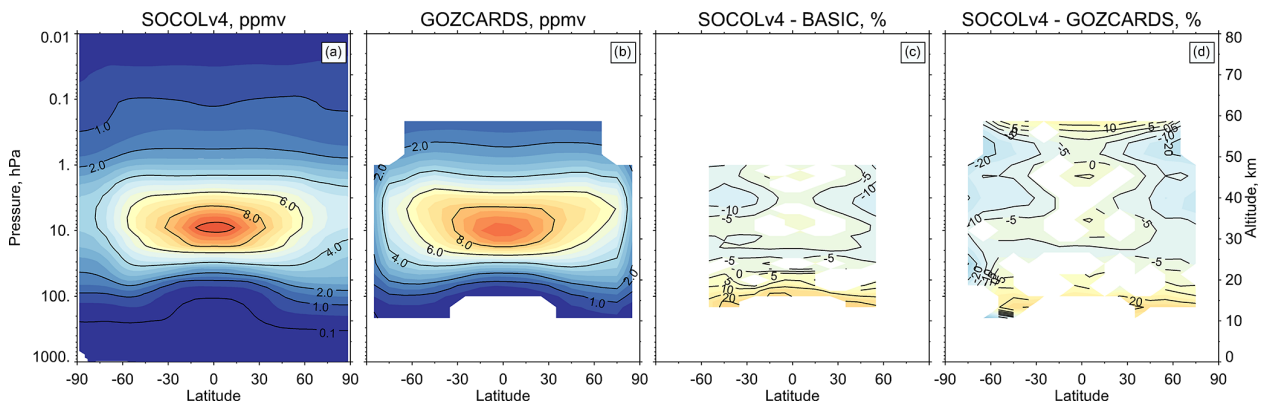 SOCOLv4, ppmv
GOZCARDS, ppmv
SOCOLv4 - BASIC, %
SOCOLv4 - GOZCARDS, %
(a)
(b)
(c)
(d)
Pressure, hPa
0.01
0.1
1.
10.
100.
1000.
1.0
2.0
6.0
8.0
4.0
2.0
1.0
0.1
2.0
2.0
6.0
8.0
4.0
1.0
2.0
-5
-10
-10
-5
-5
-5
0
-5
10
20
10
-10
-20
-20
-5
0
-5
-5
-5
20
80
70
60
50
40
30
20
10
0
Altitude, km
-90 -60 -30 0 30 60 90
-60 -30 0 30 60 90
-60 -30 0 30 60 90
-60 -30 0 30 60 90
Latitude
Latitude
Latitude
Latitude